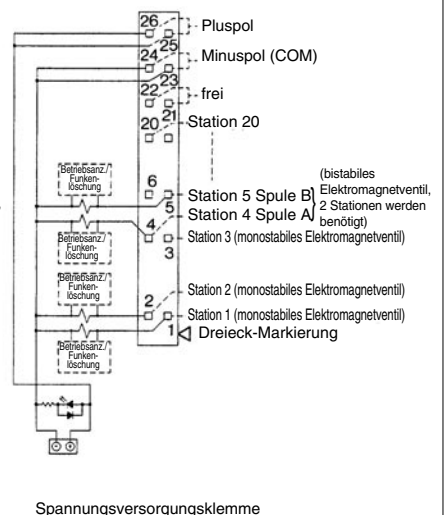 26
Pluspol
25
24
Minuspol (COM)
23
22
frei
21
20
Station 20
Betriebsanz./
Funken-
löschung
6
5
Station 5 Spule B
(bistabiles
Elektromagnetventil,
2 Stationen werden
benötigt)
4
Station 4 Spule A
Betriebsanz./
Funken-
löschung
3
Station 3 (monostabiles Elektromagnetventil)
Betriebsanz./
Funken-
löschung
2
Station 2 (monostabiles Elektromagnetventil)
Station 1 (monostabiles Elektromagnetventil)
1
Dreieck-Markierung
Betriebsanz./
Funken-
löschung
Spannungsversorgungsklemme